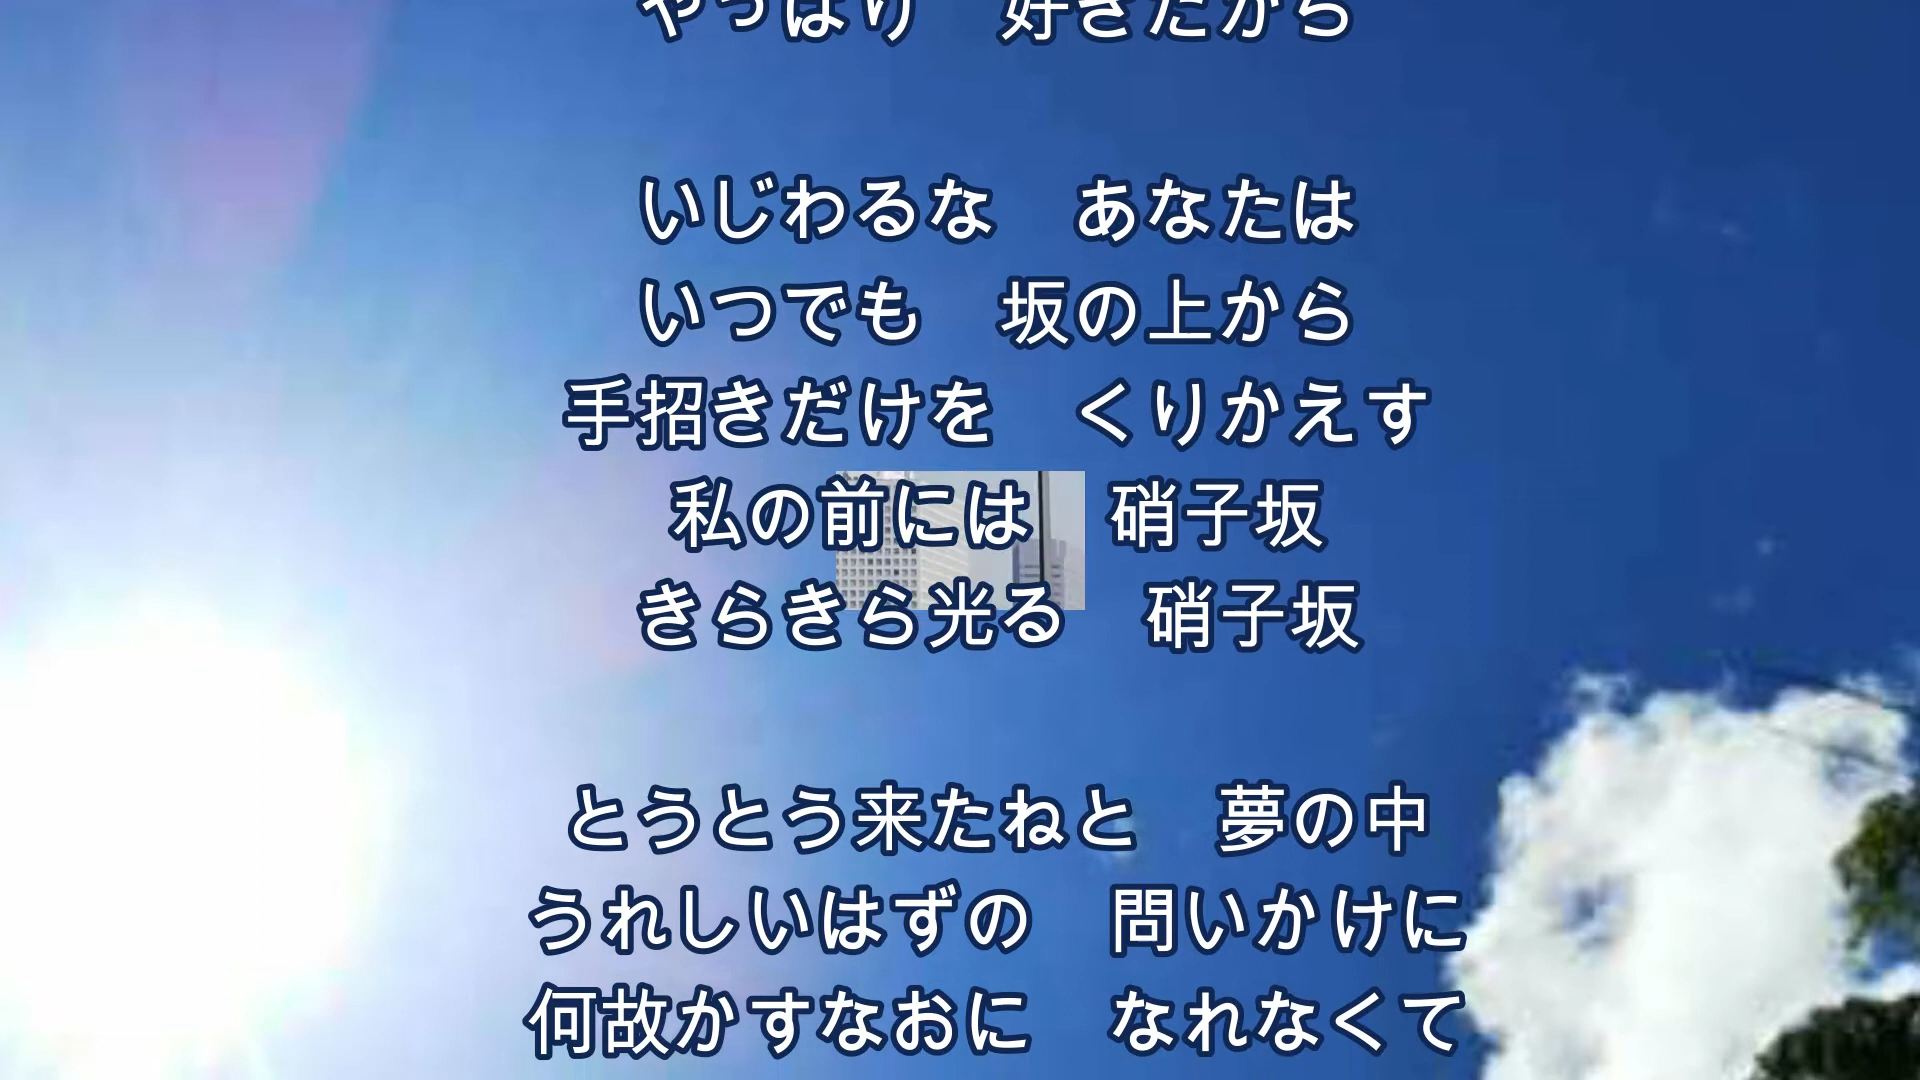 やっぱり　好きだから
いじわるな　あなたは
いつでも　坂の上から
手招きだけを　くりかえす
私の前には　硝子坂
きらきら光る　硝子坂
とうとう来たねと　夢の中
うれしいはずの　問いかけに
何故かすなおに　なれなくて